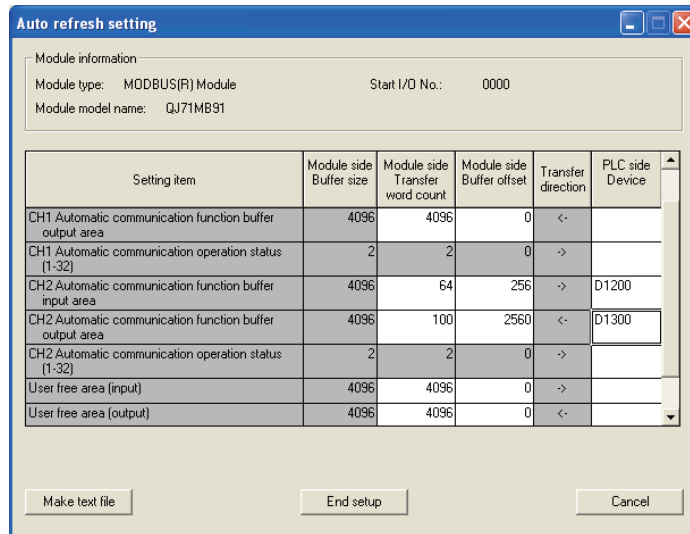 Auto refresh setting
Module information
Module type: MODBUS(R) Module Start I/O No.: 0000
Module model name: QJ71MB91
Setting item Module side Buffer size Module side Transfer word count Module side Buffer offset Transfer direction PLC side Device
CH1 Automatic communication function buffer output area 4096 4096 0 <-
CH1 Automatic communication operation status (1-32) 2 2 0 ->
CH2 Automatic communication function buffer input area 4096 64 256 -> D1200
CH2 Automatic communication function buffer output area 4096 100 2560 <- D1300
CH2 Automatic communication operation status (1-32) 2 2 0 ->
User free area (input) 4096 4096 0 ->
User free area (output) 4096 4096 0 <-
Make text file End setup Cancel